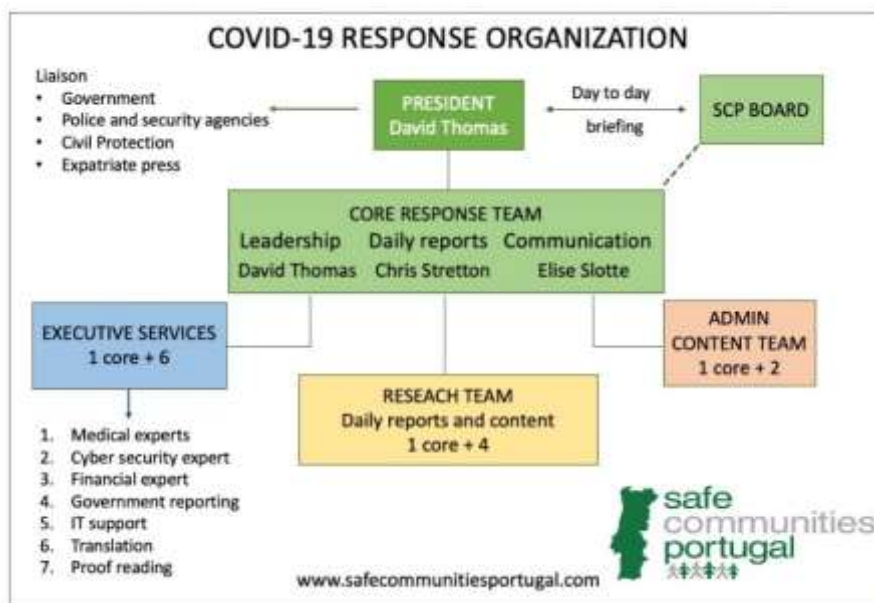 COVID-19 RESPONSE ORGANIZATION
Liaison
• Government
• Police and security agencies
• Civil Protection
• Expatriate press
PRESIDENT
David Thomas
Day to day
briefing
SCP BOARD
CORE RESPONSE TEAM
Leadership Daily reports Communication
David Thomas Chris Stretton Elise Slotte
EXECUTIVE SERVICES
1 core + 6
ADMIN
CONTENT TEAM
1 core + 2
RESEACH TEAM
Daily reports and content
1 core + 4
1. Medical experts
2. Cyber security expert
3. Financial expert
4. Government reporting
5. IT support
6. Translation
7. Proof reading
www.safecommunitiesportugal.com
safe
communities
portugal